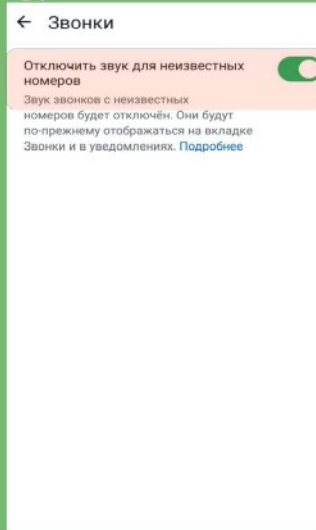 Звонки
Отключить звук для неизвестных
номеров
Звук звонков с неизвестных
номеров будет отключён. Они будут
по-прежнему отображаться на вкладке
Звонки и в уведомлениях. Подробнее